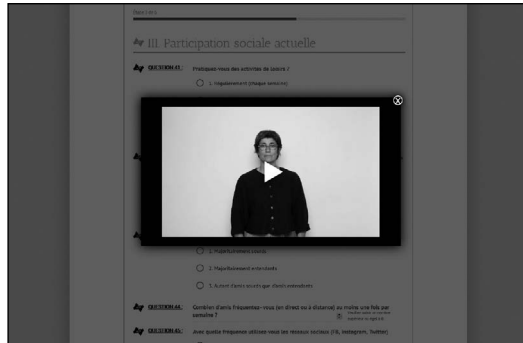 III. Participation sociale actuelle
QUESTION 41. Pratiquez-vous des activités de loisirs ?
1. Régulièrement (chaque semaine)
X
2. Majoritairement sourds
2. Majoritairement entendants
3. Autant d'amis sourds que d'amis entendants
QUESTION 44. Combien d'amis fréquentez-vous (en direct ou à distance) au moins une fois par
semaine ?
QUESTION 45. Avec quelle fréquence utilisez-vous les réseaux sociaux (FB, Instagram, Twitter)